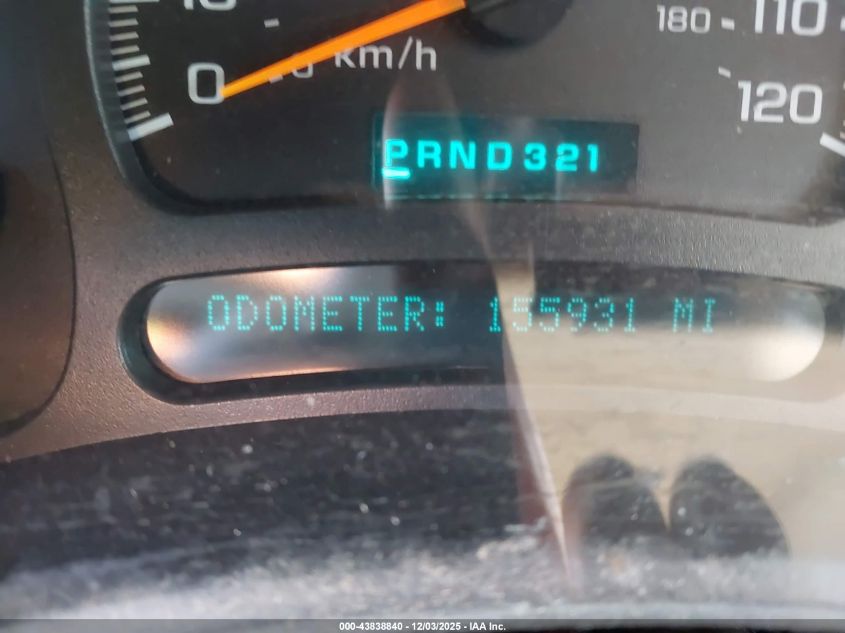 180 110
0 km/h
120
PRND321
ODOMETER: 155931 MI
000-43838840 - 12/03/2025 - IAA Inc.